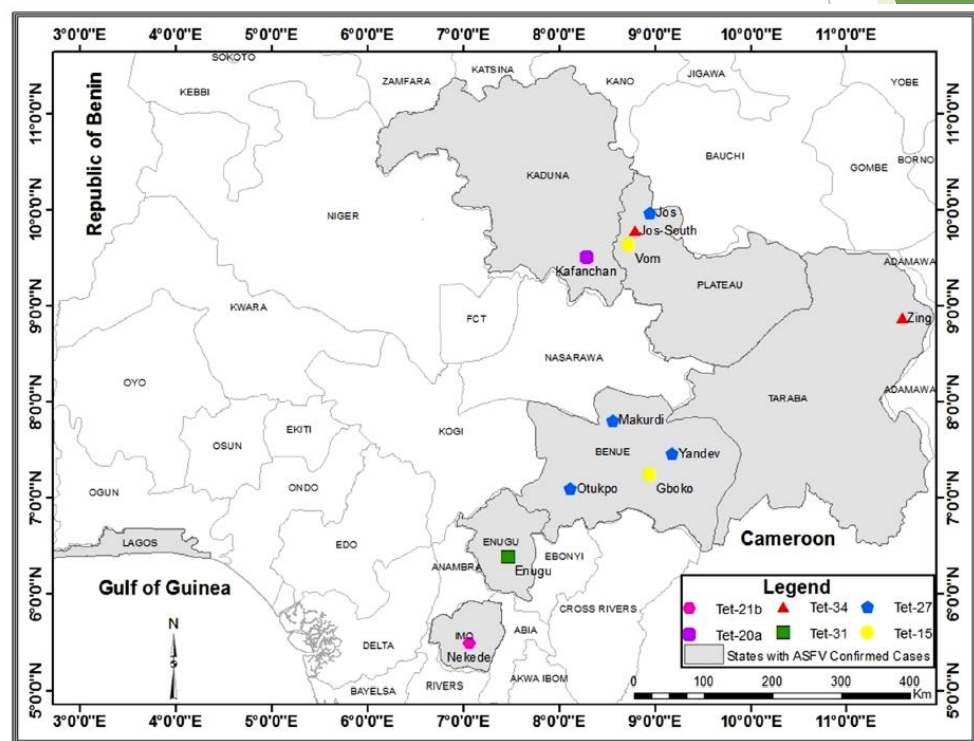 3°0'0"E 4°0'0"E 5°0'0"E 6°0'0"E 7°0'0"E 8°0'0"E 9°0'0"E 10°0'0"E 11°0'0"E
SOKOTO
KATSINA
ZAMFARA
KANO
JIGAWA
YOBE
KEBBI
11°0'0"N
11°0'0"N
Republic of Benin
BAUCHI
GOMBE
BORNO
KADUNA
NIGER
10°0'0"N
Jos
10°0'0"N
Jos-South
Vom
Kafanchan
ADAMAWA
PLATEAU
9°0'0"N
KWARA
FCT
Zing
9°0'0"N
NASARAWA
OYO
TARABA
ADAMAWA
8°0'0"N
8°0'0"N
Makurdi
EKITI
KOGI
OSUN
BENUE
Yandev
OGUN
ONDO
Otukpo
Gboko
7°0'0"N
7°0'0"N
LAGOS
EDO
ENUGU
EBONYI
Cameroon
ANAMBRA
Enugu
Gulf of Guinea
6°0'0"N
6°0'0"N
Legend
Tet-21b Tet-34 Tet-27
Tet-20a Tet-31 Tet-15
States with ASFV Confirmed Cases
CROSS RIVERS
N
IMO
ABIA
DELTA
Nekede
AKWA IBOM
RIVERS
BAYELSA
0 100 200 300 400
Km
5°0'0"N
5°0'0"N
3°0'0"E 4°0'0"E 5°0'0"E 6°0'0"E 7°0'0"E 8°0'0"E 9°0'0"E 10°0'0"E 11°0'0"E